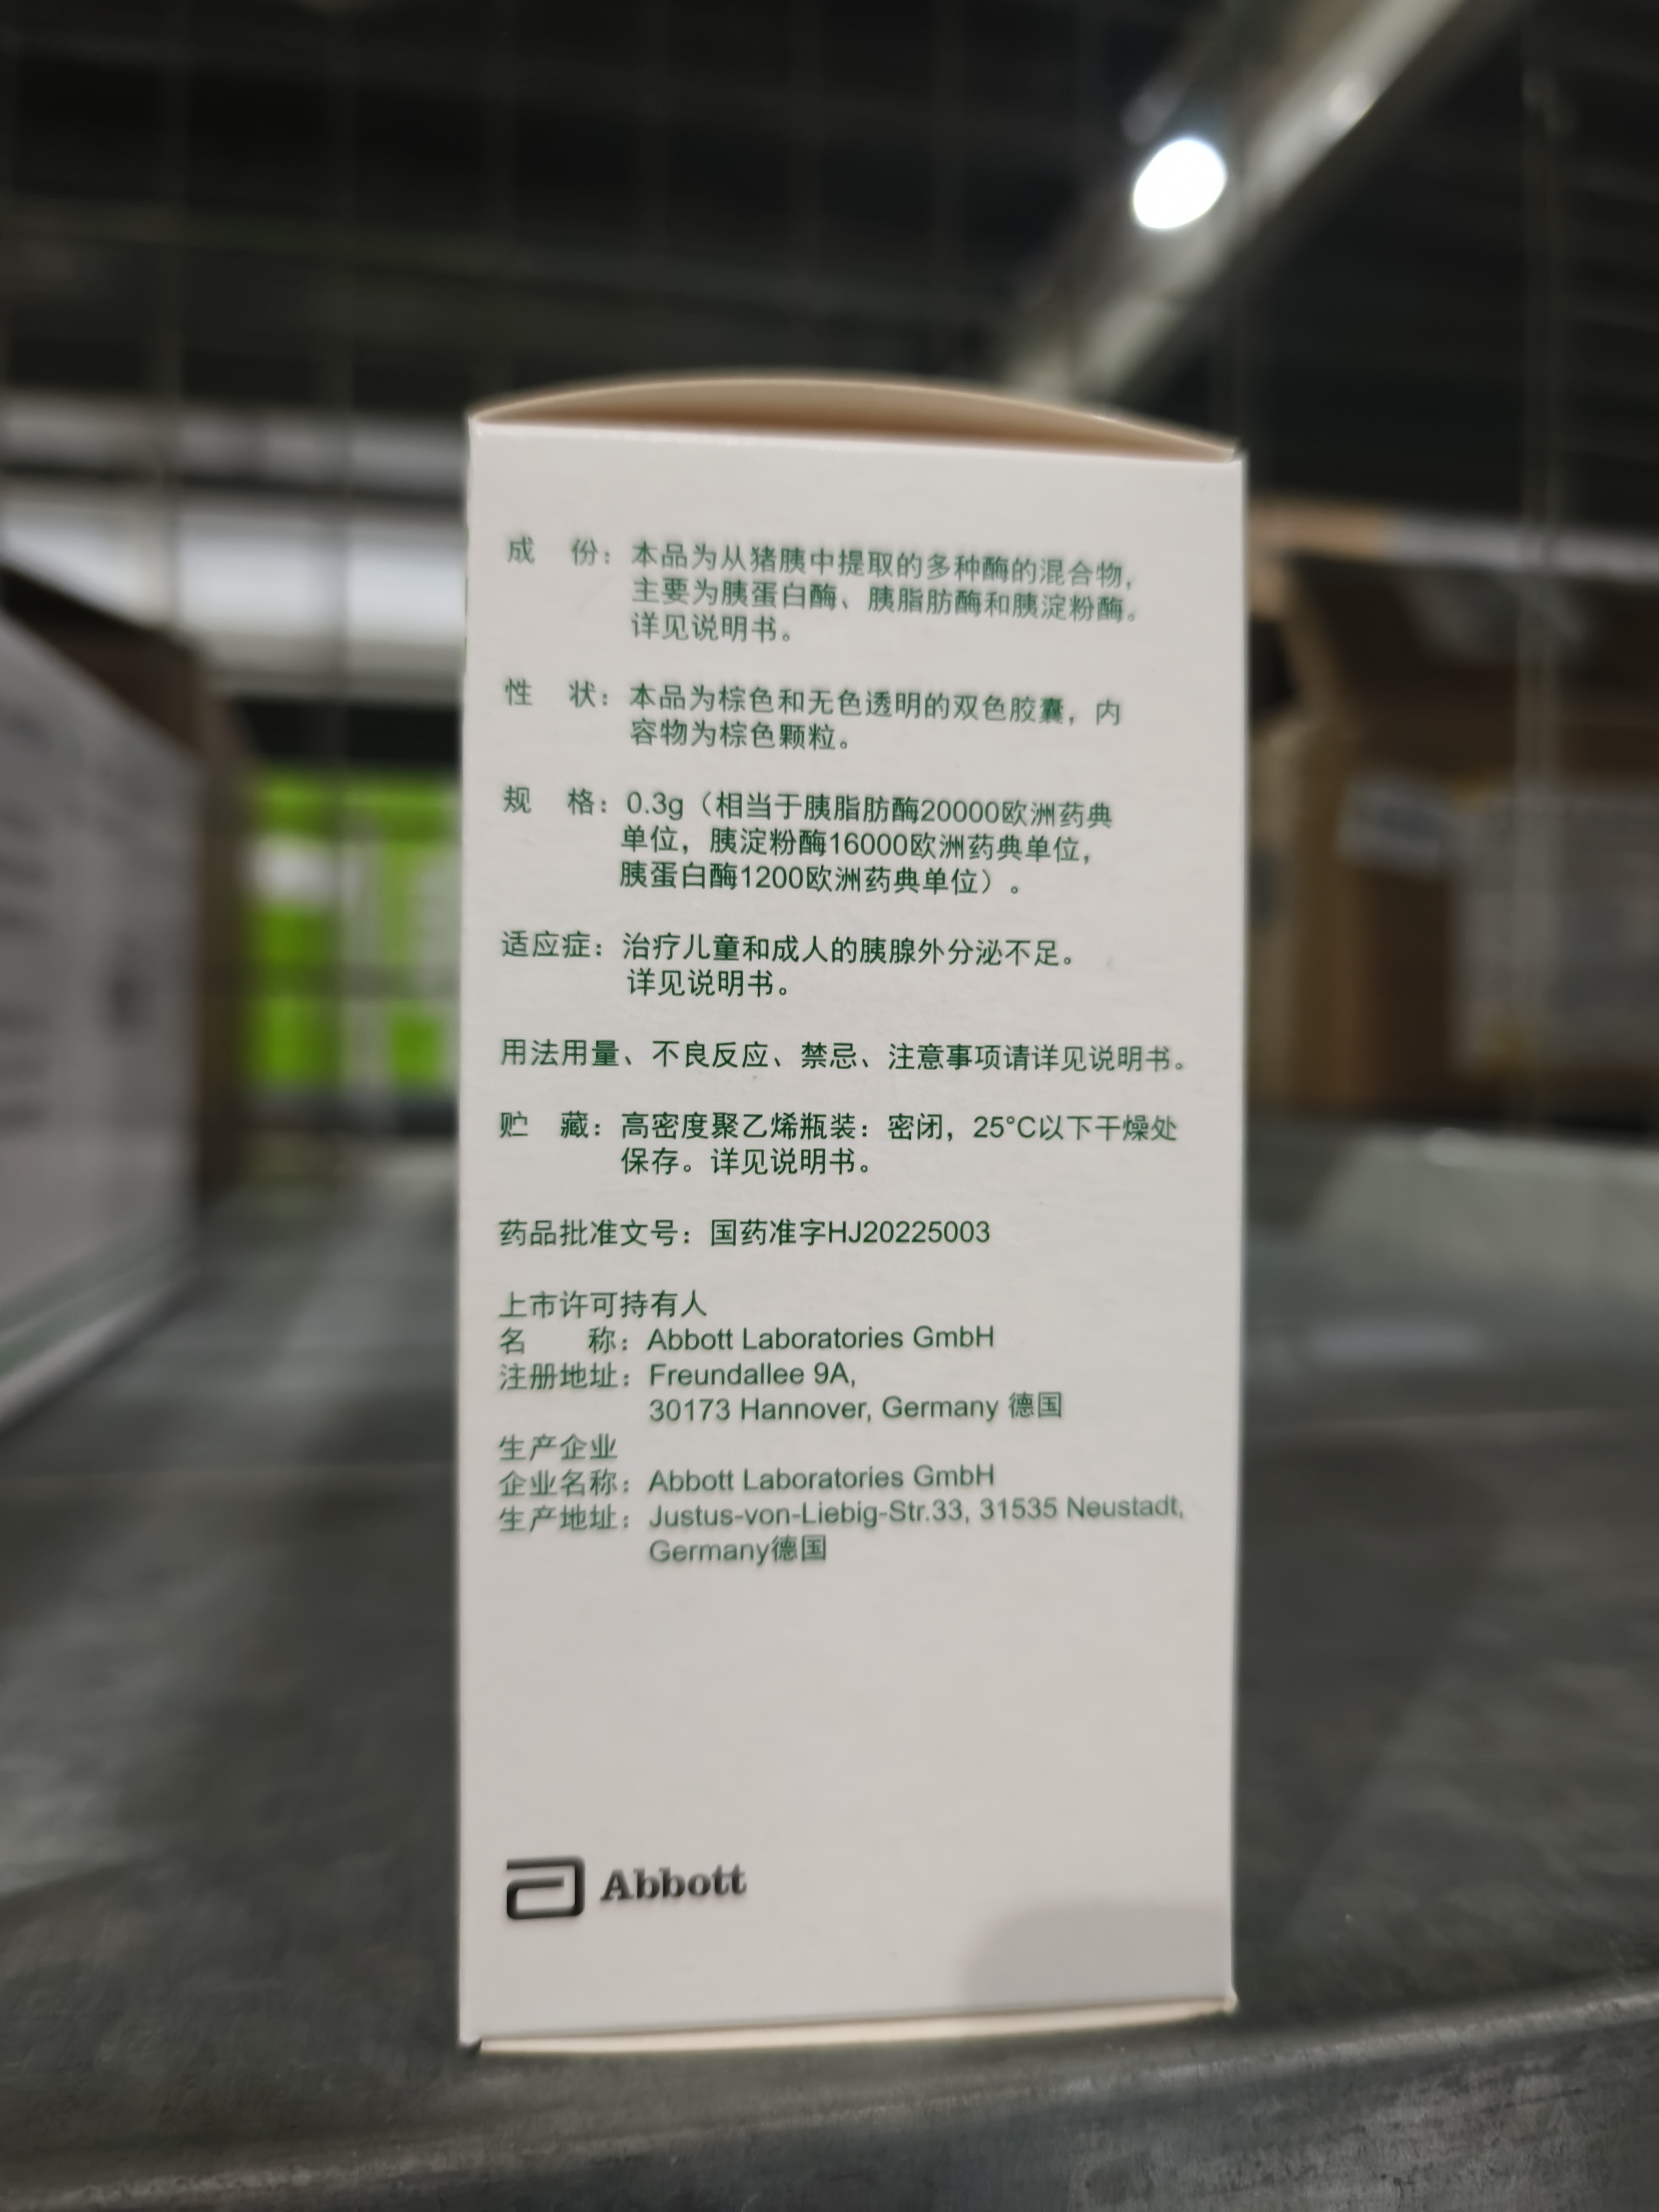 成 份：本品为从猪胰中提取的多种酶的混合物，
主要为胰蛋白酶、胰脂肪酶和胰淀粉酶。
详见说明书。
性 状：本品为棕色和无色透明的双色胶囊，内
容物为棕色颗粒。
规 格：0.3g（相当于胰脂肪酶20000欧洲药典
单位，胰淀粉酶16000欧洲药典单位，
胰蛋白酶1200欧洲药典单位）。
适应症：治疗儿童和成人的胰腺外分泌不足。
详见说明书。
用法用量、不良反应、禁忌、注意事项请详见说明书。
贮 藏：高密度聚乙烯瓶装：密闭，25°C以下干燥处
保存。详见说明书。
药品批准文号：国药准字HJ20225003
上市许可持有人
名 称：Abbott Laboratories GmbH
注册地址：Freundallee 9A,
30173 Hannover, Germany 德国
生产企业
企业名称：Abbott Laboratories GmbH
生产地址：Justus-von-Liebig-Str.33, 31535 Neustadt,
Germany德国
Abbott